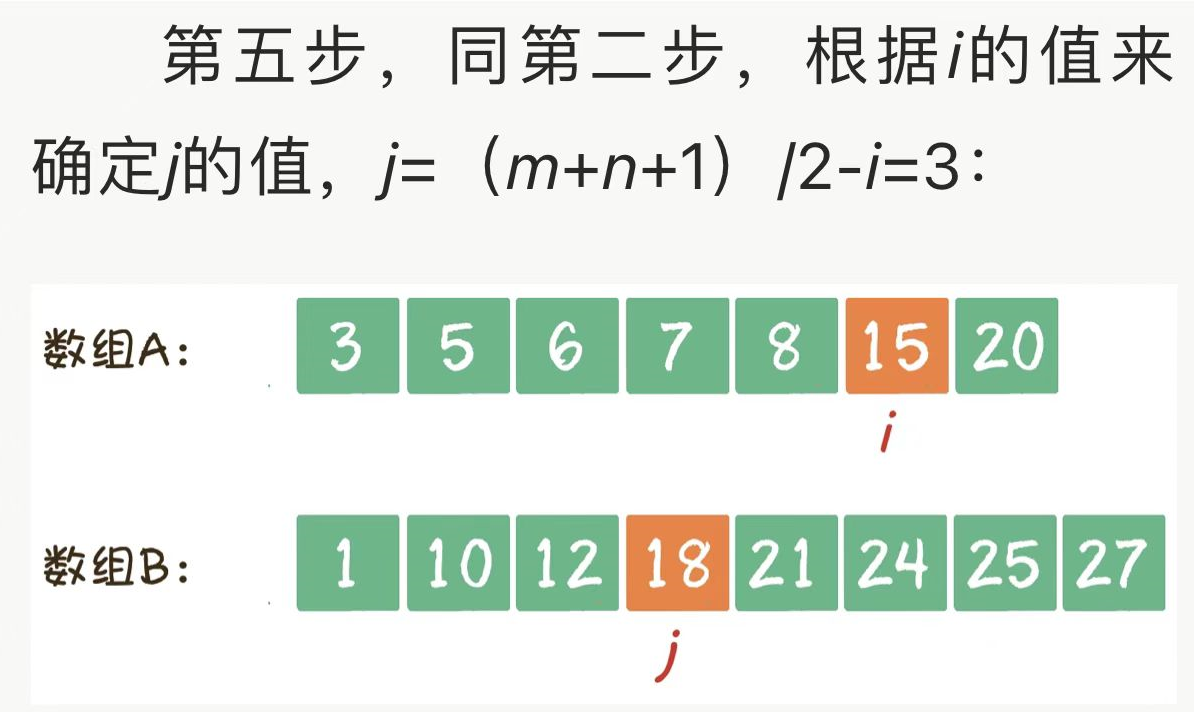 第五步，同第二步，根据i的值来
确定j的值，j=（m+n+1）/2-i=3：
数组A： 3 5 6 7 8 15 20
i
数组B： 1 10 12 18 21 24 25 27
j